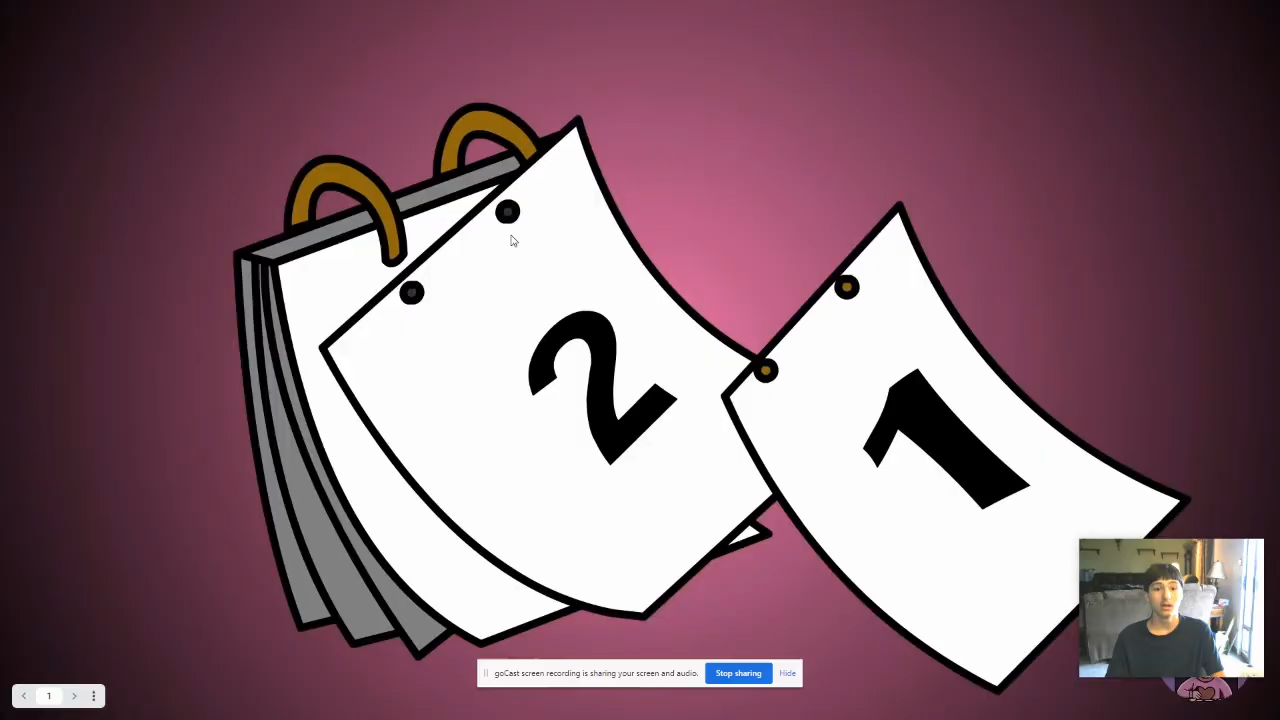 2
1
goCast screen recording is sharing your screen and audio.
Stop sharing
Hide
1